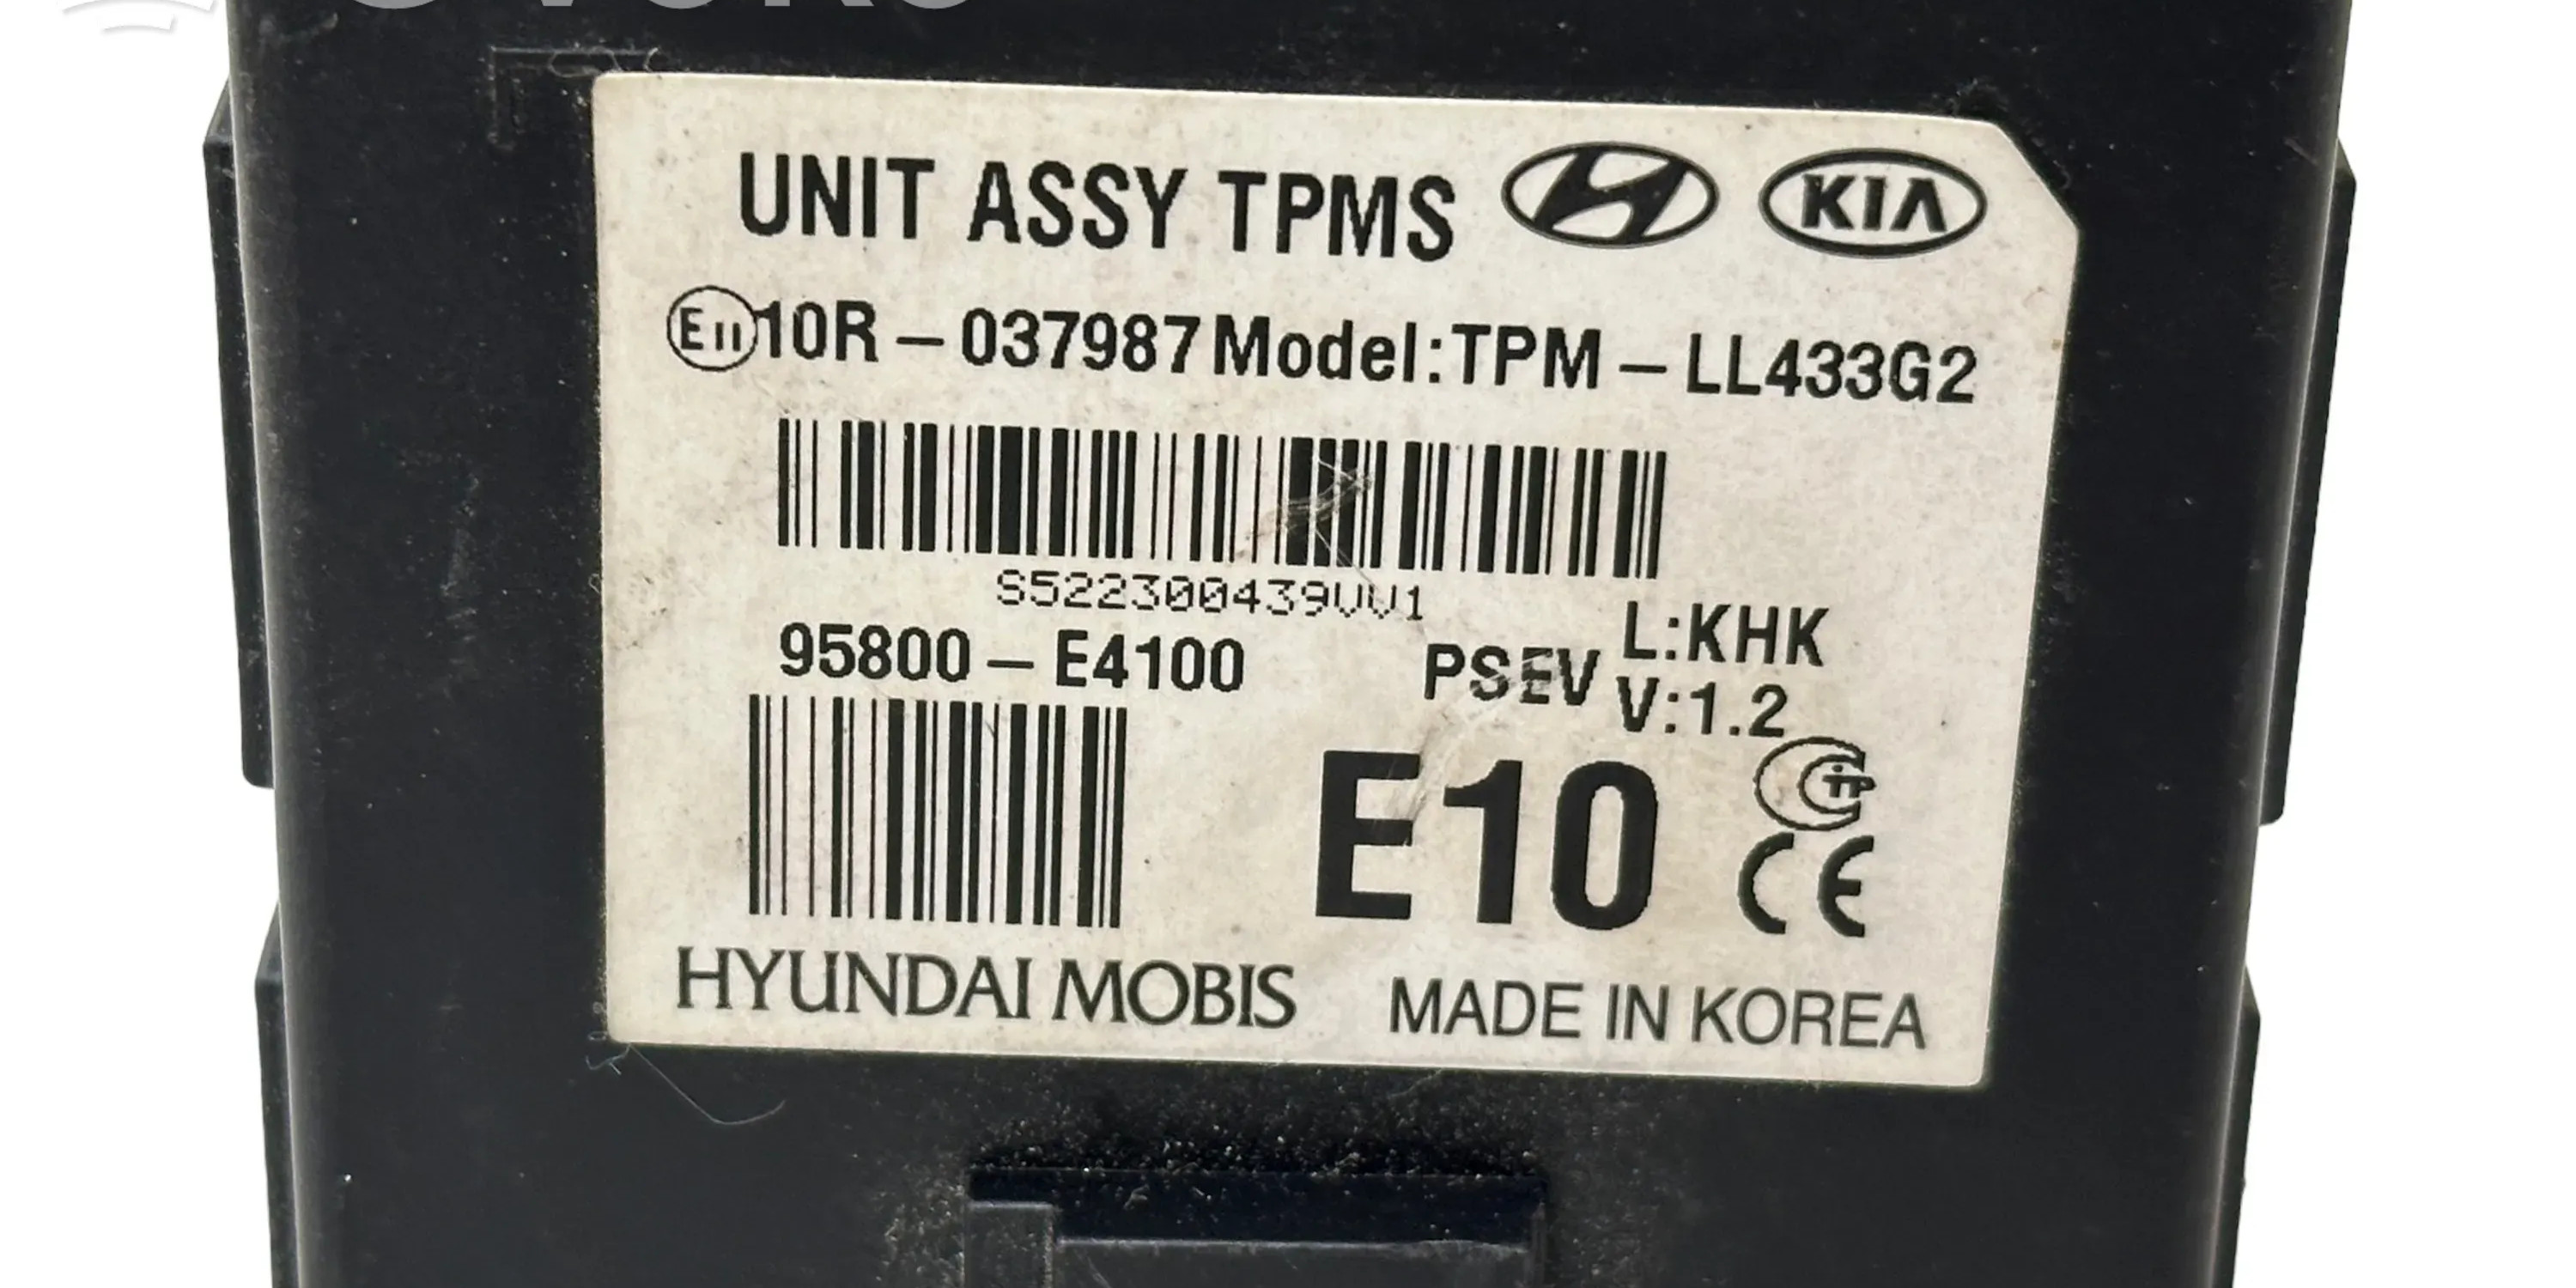 UNIT ASSY TPMS KIA
E11 10R-037987 Model:TPM-LL433G2
S522300439VV1
95800-E4100 PSEV L:KHK
V:1.2
E10 CE
HYUNDAI MOBIS MADE IN KOREA